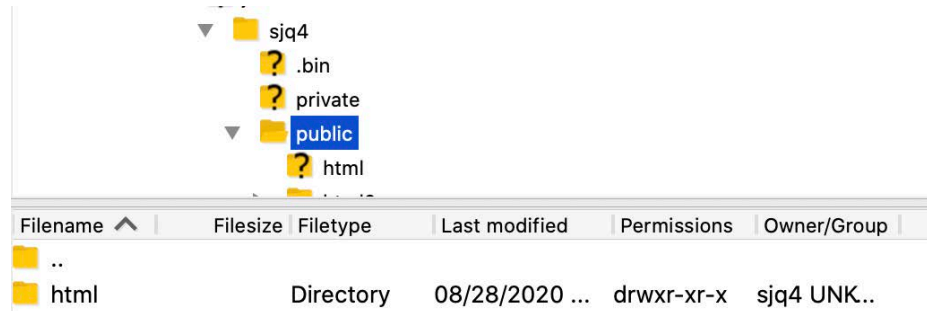 sjq4
.bin
private
public
html
Filename Filesize Filetype Last modified Permissions Owner/Group
..
html Directory 08/28/2020 ... drwxr-xr-x sjq4 UNK...